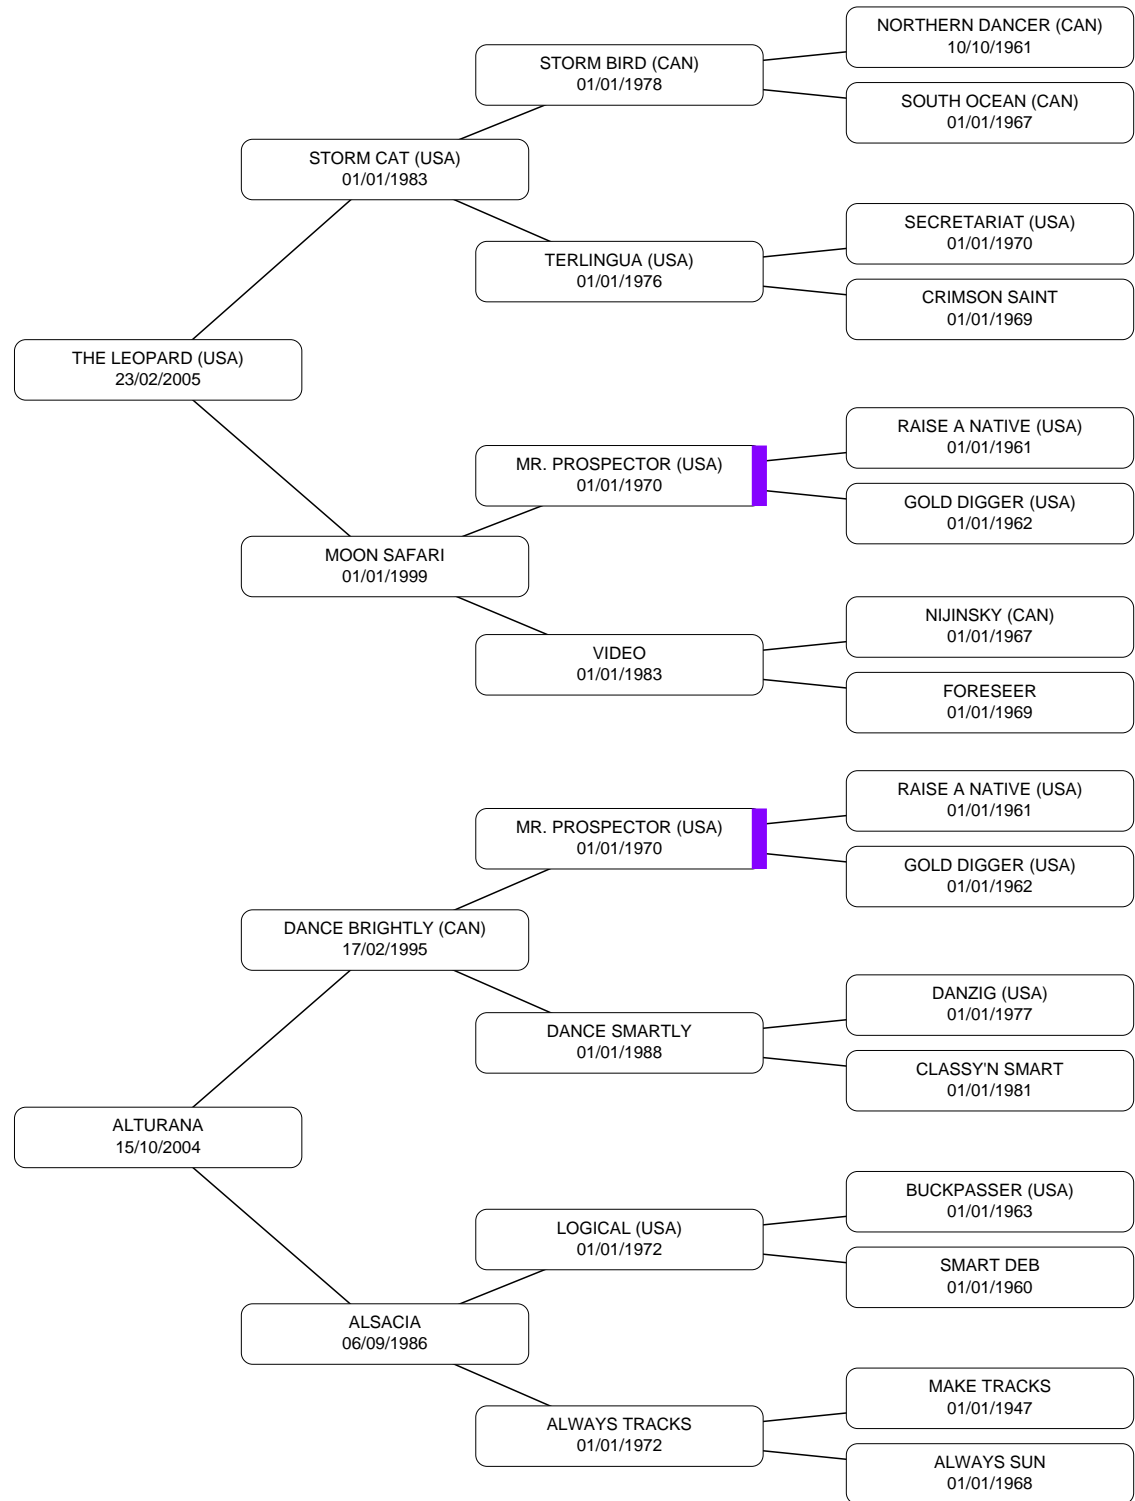 NORTHERN DANCER (CAN)
10/10/1961
STORM BIRD (CAN)
01/01/1978
SOUTH OCEAN (CAN)
01/01/1967
STORM CAT (USA)
01/01/1983
SECRETARIAT (USA)
01/01/1970
TERLINGUA (USA)
01/01/1976
CRIMSON SAINT
01/01/1969
THE LEOPARD (USA)
23/02/2005
RAISE A NATIVE (USA)
01/01/1961
MR. PROSPECTOR (USA)
01/01/1970
GOLD DIGGER (USA)
01/01/1962
MOON SAFARI
01/01/1999
NIJINSKY (CAN)
01/01/1967
VIDEO
01/01/1983
FORESEER
01/01/1969
RAISE A NATIVE (USA)
01/01/1961
MR. PROSPECTOR (USA)
01/01/1970
GOLD DIGGER (USA)
01/01/1962
DANCE BRIGHTLY (CAN)
17/02/1995
DANZIG (USA)
01/01/1977
DANCE SMARTLY
01/01/1988
CLASSY'N SMART
01/01/1981
ALTURANA
15/10/2004
BUCKPASSER (USA)
01/01/1963
LOGICAL (USA)
01/01/1972
SMART DEB
01/01/1960
ALSACIA
06/09/1986
MAKE TRACKS
01/01/1947
ALWAYS TRACKS
01/01/1972
ALWAYS SUN
01/01/1968